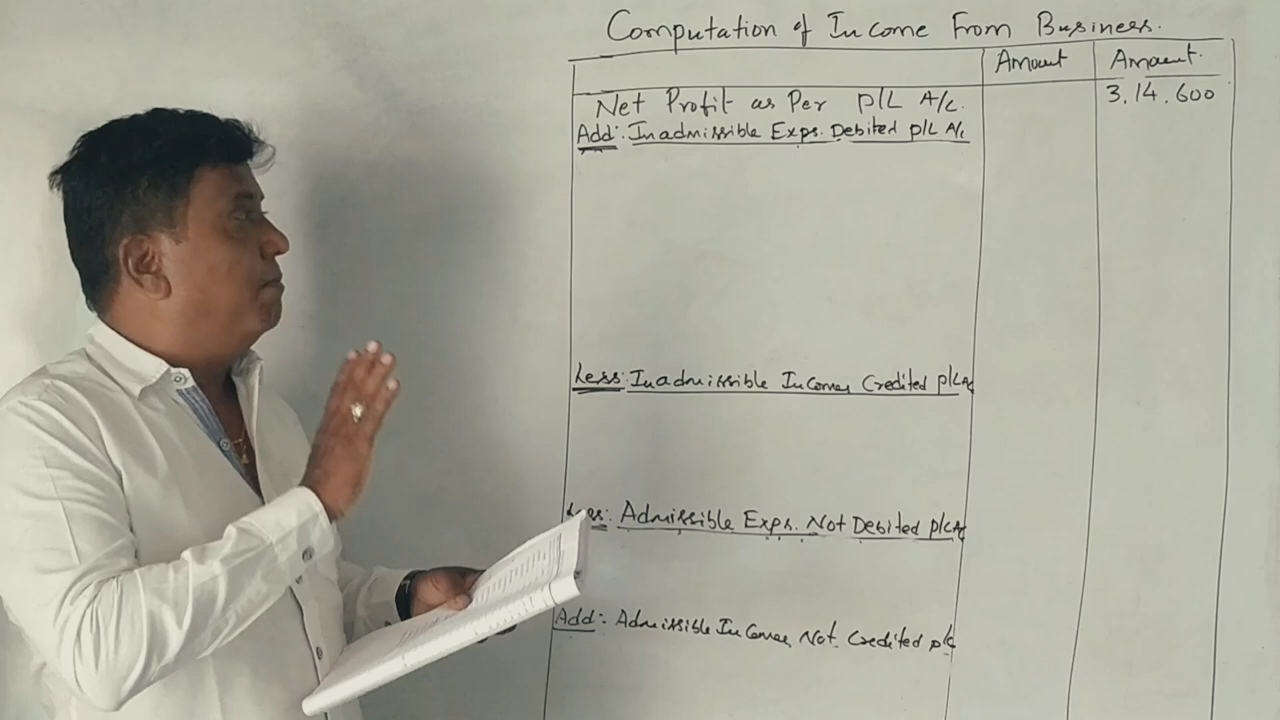 Computation of Income From Business.
Amount Amount.
Net Profit as Per P/L A/c. 3,14,600
Add: Inadmissible Exps. Debited P/L A/c
Less: Inadmissible Incomes Credited P/L A/c
Less: Admissible Exps. Not Debited P/L A/c
Add: Admissible Incomes Not Credited P/L